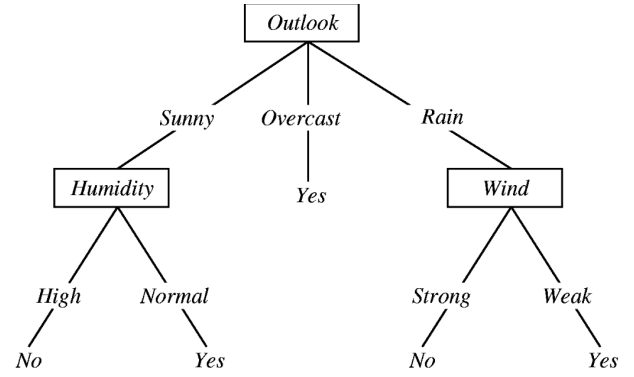 Outlook
Sunny Overcast Rain
Humidity Yes Wind
High Normal Strong Weak
No Yes No Yes